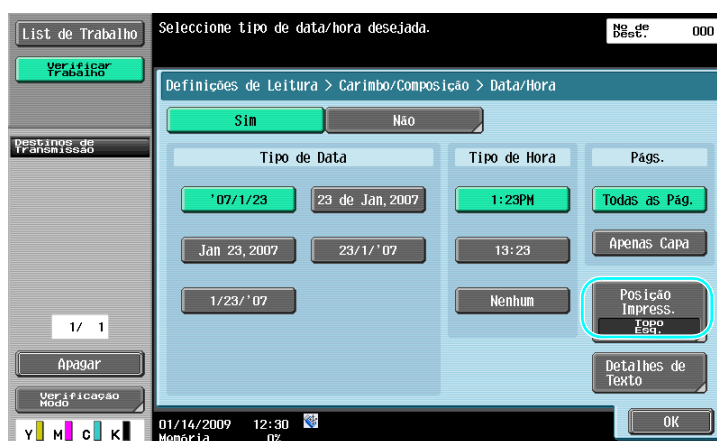 List de Trabalho
Seleccione tipo de data/hora desejada.
No de
Dest.
000
Verificar
Trabalho
Definições de Leitura > Carimbo/Composição > Data/Hora
Sim
Não
Destinos de
Transmissão
Tipo de Data
Tipo de Hora
Págs.
'07/1/23
23 de Jan,2007
1:23PM
Todas as Pág.
Jan 23,2007
23/1/'07
13:23
Apenas Capa
1/23/'07
Nenhum
Posição
Impress.
Topo
Esq.
1/ 1
Apagar
Detalhes de
Texto
Verificação
Modo
01/14/2009 12:30
Memória 0%
OK
Y M C K